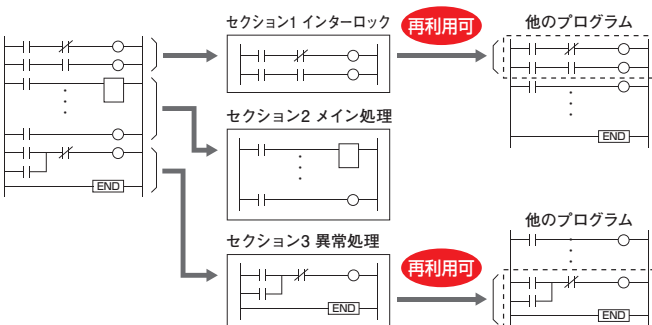 セクション1 インターロック
再利用可
他のプログラム
END
セクション2 メイン処理
END
セクション3 異常処理
再利用可
他のプログラム
END
END